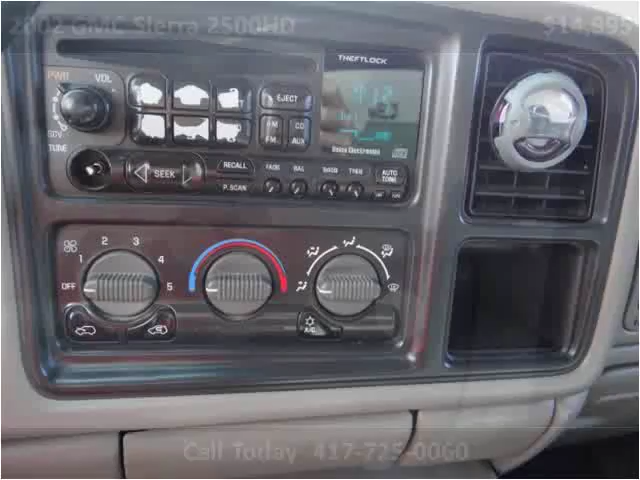 2002 GMC Sierra 2500HD $14,995
THEFTLOCK
PWR VOL
EJECT
AM FM CD AUX
Delco Electronics
TUNE
SEEK
RECALL
P.SCAN
FADE BAL BASS TREB
AUTO TONE
OFF 1 2 3 4 5
A/C
Call Today 417-725-0060